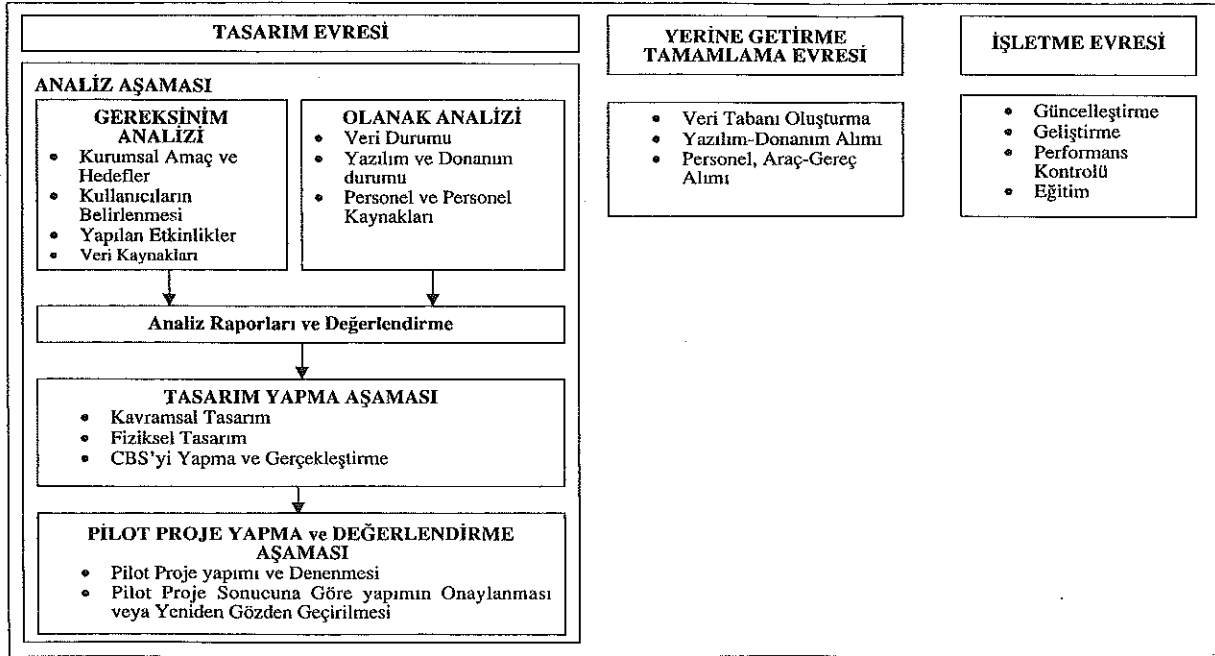 TASARIM EVRESİ
ANALİZ AŞAMASI
GEREKSİNİM
ANALİZİ
• Kurumsal Amaç ve
Hedefler
• Kullanıcıların
Belirlenmesi
• Yapılan Etkinlikler
• Veri Kaynakları
OLANAK ANALİZİ
• Veri Durumu
• Yazılım ve Donanun
durumu
• Personel ve Personel
Kaynakları
Analiz Raporları ve Değerlendirme
TASARIM YAPMA AŞAMASI
• Kavramsal Tasarım
• Fiziksel Tasarım
• CBS'yi Yapma ve Gerçekleştirme
PİLOT PROJE YAPMA ve DEĞERLENDİRME
AŞAMASI
• Pilot Proje yapımı ve Denenmesi
• Pilot Proje Sonucuna Göre yapımın Onaylanması
veya Yeniden Gözden Geçirilmesi
YERİNE GETİRME
TAMAMLAMA EVRESİ
• Veri Tabanı Oluşturma
• Yazılım-Donanım Alımı
• Personel, Araç-Gereç
Alımı
İŞLETME EVRESİ
• Güncelleştirme
• Geliştirme
• Performans
Kontrolü
• Eğitim